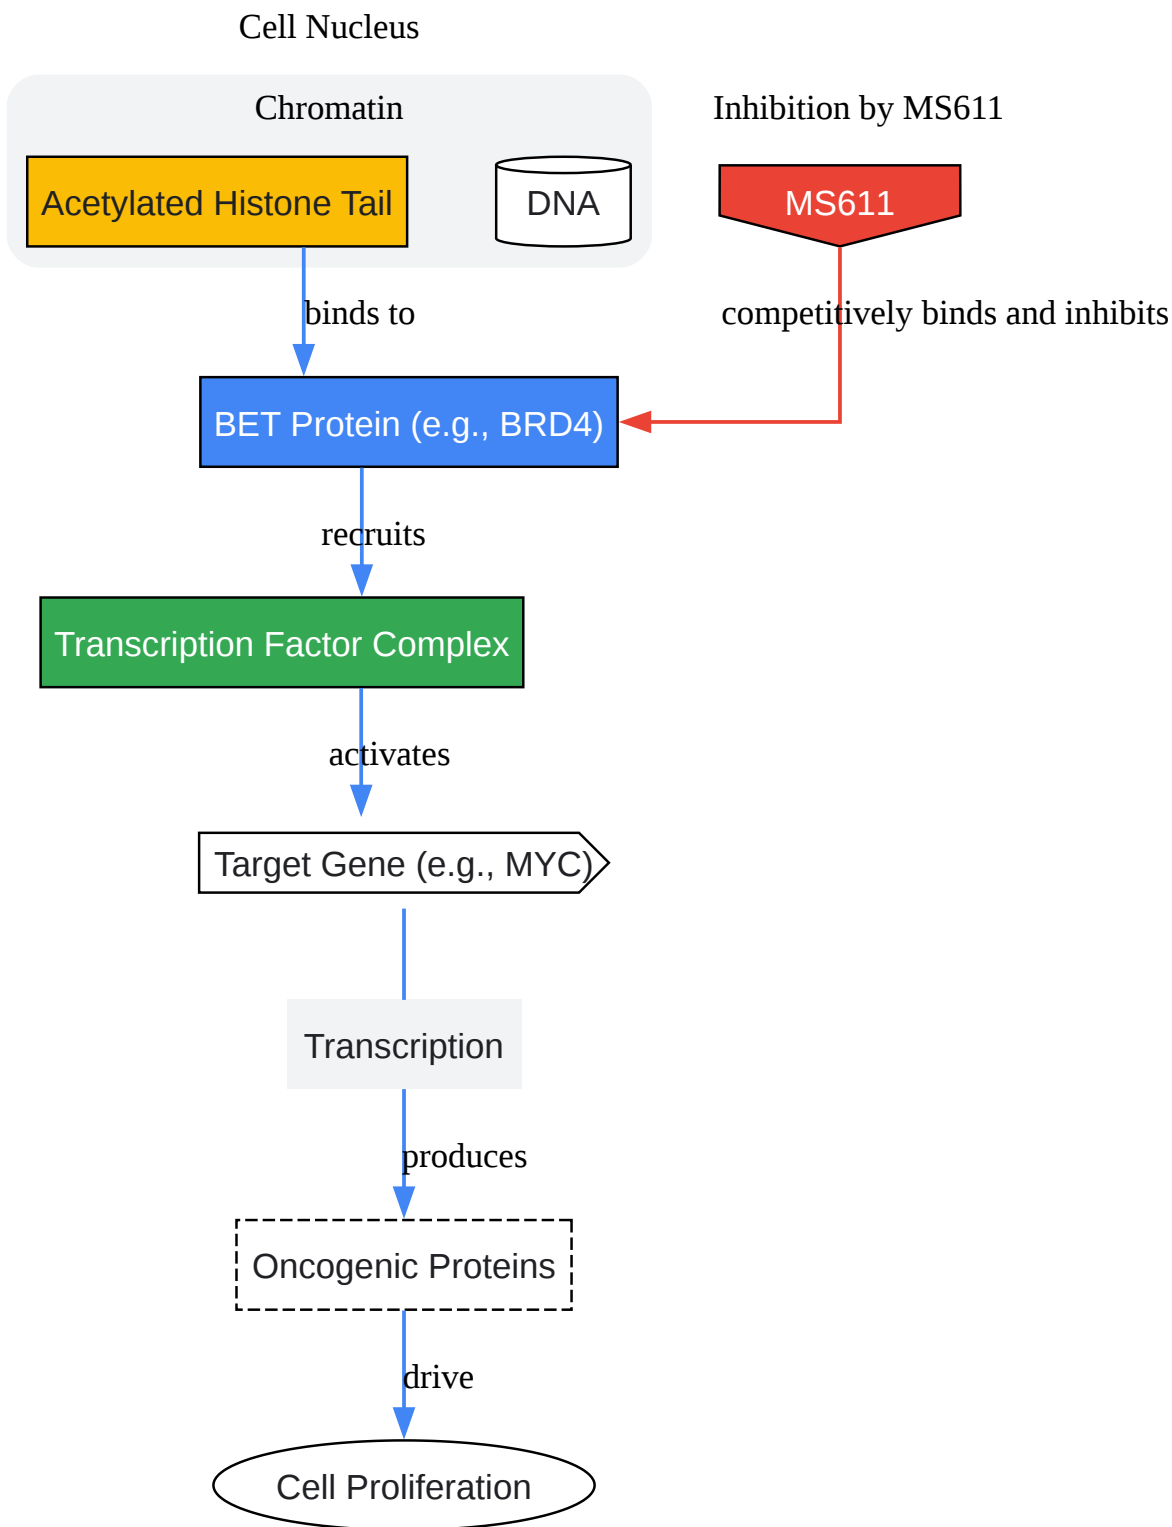 Cell Nucleus
Chromatin
Inhibition by MS611
Acetylated Histone Tail
DNA
MS611
binds to
competitively binds and inhibits
BET Protein (e.g., BRD4)
recruits
Transcription Factor Complex
activates
Target Gene (e.g., MYC)
Transcription
produces
Oncogenic Proteins
drive
Cell Proliferation